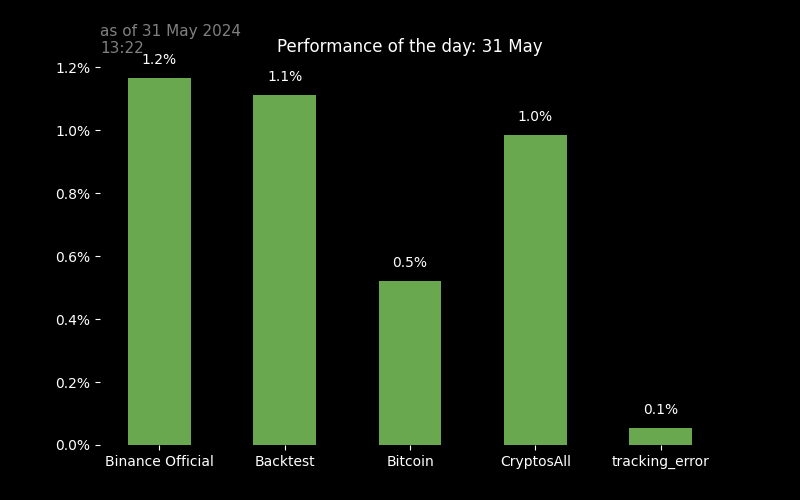 as of 31 May 2024
13:22
Performance of the day: 31 May
1.2%
1.0%
0.8%
0.6%
0.4%
0.2%
0.0%
1.2%
1.1%
0.5%
1.0%
0.1%
Binance Official
Backtest
Bitcoin
CryptosAll
tracking_error